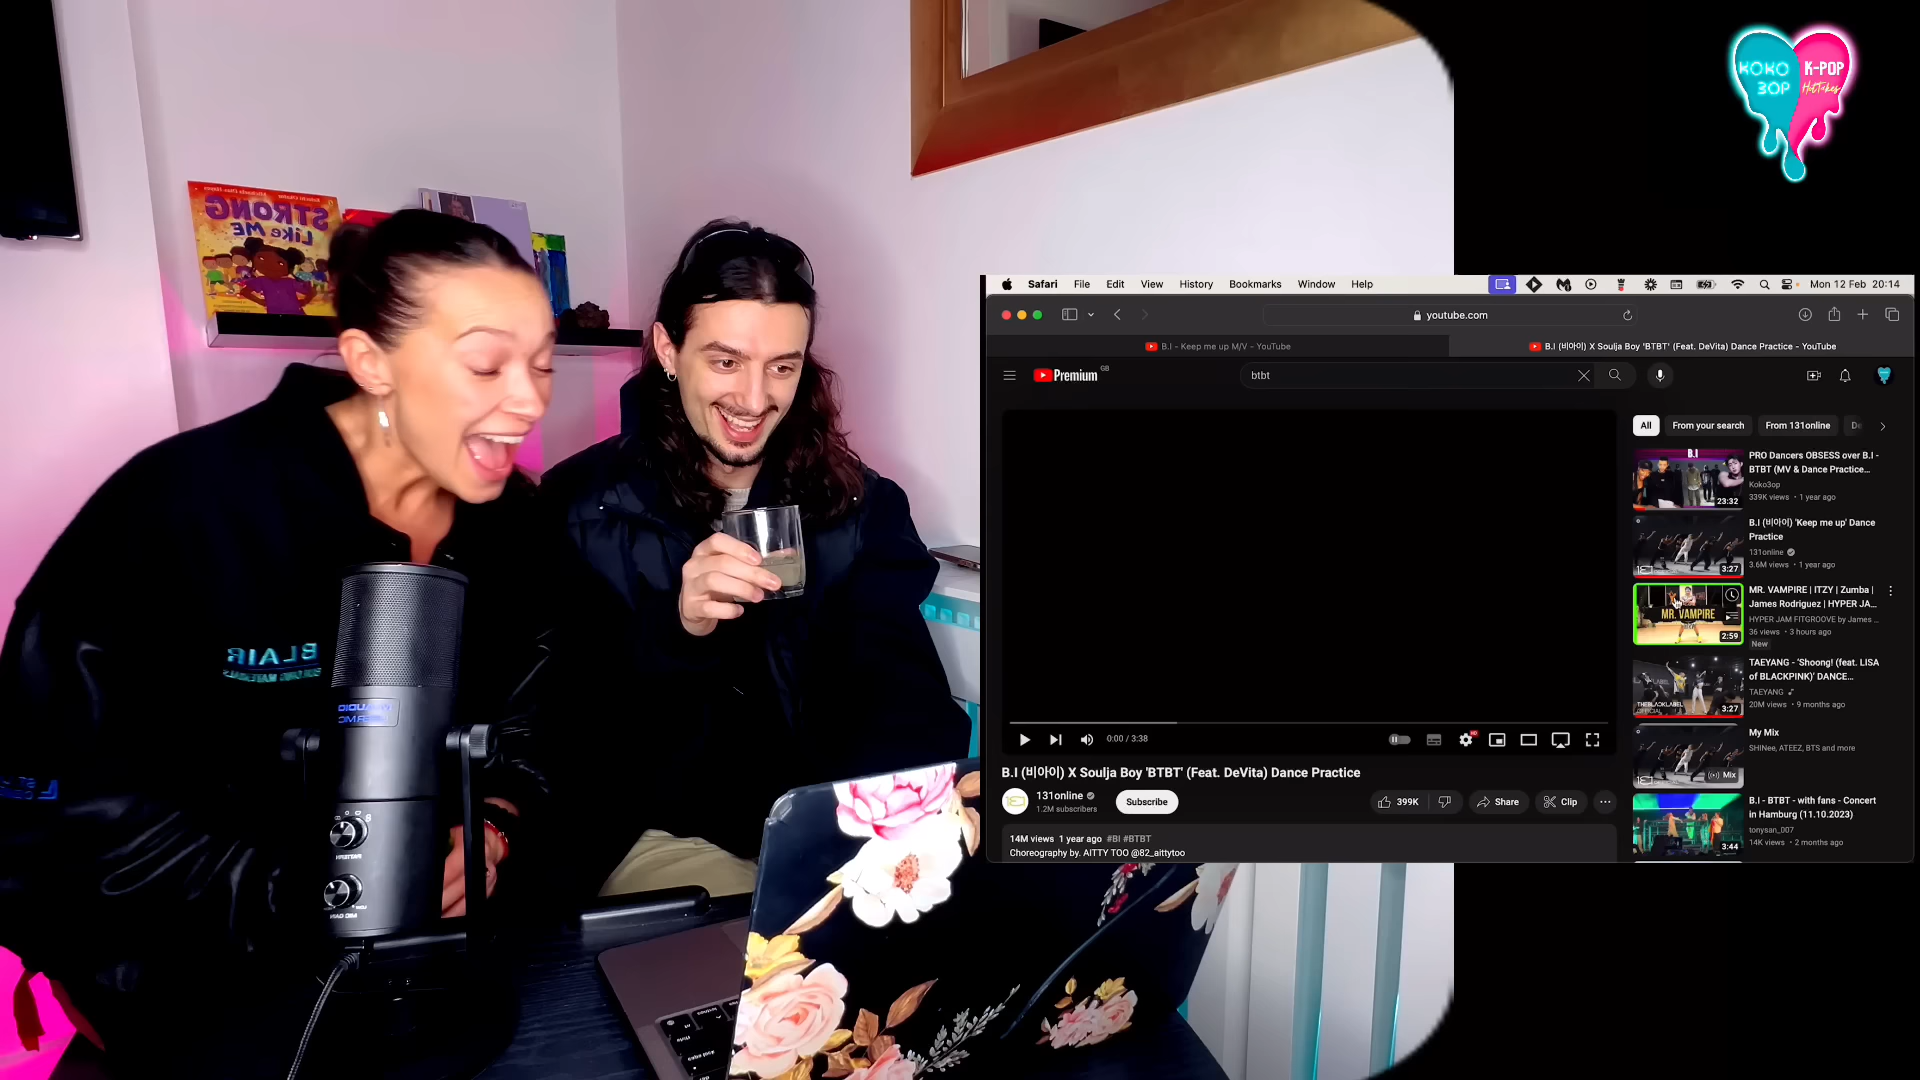 KOKO
3OP
K-POP
HotTakes
STRONG
Like ME
BLAIR
Safari File Edit View History Bookmarks Window Help
Mon 12 Feb 20:14
youtube.com
B.I - Keep me up M/V - YouTube
B.I (비아이) X Soulja Boy 'BTBT' (Feat. DeVita) Dance Practice - YouTube
Premium GB
btbt
All From your search From 131online De
B.I
PRO Dancers OBSESS over B.I -
BTBT (MV & Dance Practice...
Koko3op
339K views • 1 year ago
23:32
B.I (비아이) 'Keep me up' Dance
Practice
131online
3.6M views • 1 year ago
3:27
MR. VAMPIRE
2:59
MR. VAMPIRE | ITZY | Zumba |
James Rodriguez | HYPER JA...
HYPER JAM FITGROOVE by James ...
36 views • 3 hours ago
New
TAEYANG - 'Shoong! (feat. LISA
of BLACKPINK)' DANCE...
TAEYANG
20M views • 9 months ago
THEBLACKLABEL
3:27
My Mix
SHINee, ATEEZ, BTS and more
Mix
B.I - BTBT - with fans - Concert
in Hamburg (11.10.2023)
tonysan_007
14K views • 2 months ago
3:44
0:00 / 3:38
B.I (비아이) X Soulja Boy 'BTBT' (Feat. DeVita) Dance Practice
131online
1.2M subscribers
Subscribe
399K
Share
Clip
14M views 1 year ago #BI #BTBT
Choreography by. AITTY TOO @82_aittytoo